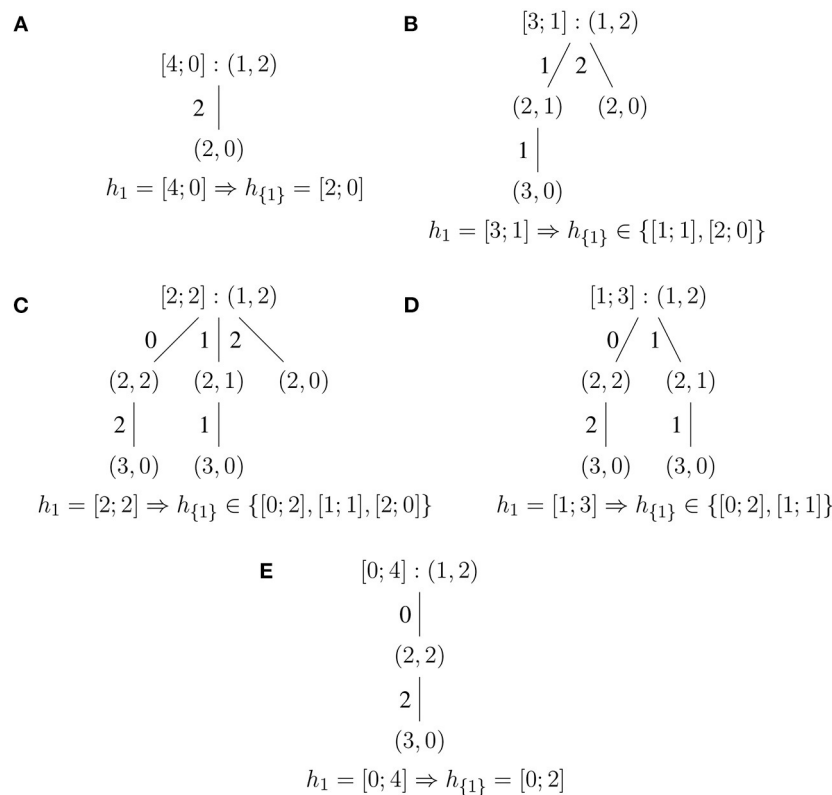 A
[4;0] : (1, 2)
2
(2, 0)
h₁ = [4;0] ⇒ h_{1} = [2;0]
B
[3;1] : (1, 2)
1 2
(2, 1) (2, 0)
1
(3, 0)
h₁ = [3;1] ⇒ h_{1} ∈ {[1;1], [2;0]}
C
[2;2] : (1, 2)
0 1 2
(2, 2) (2, 1) (2, 0)
2 1
(3, 0) (3, 0)
h₁ = [2;2] ⇒ h_{1} ∈ {[0;2], [1;1], [2;0]}
D
[1;3] : (1, 2)
0 1
(2, 2) (2, 1)
2 1
(3, 0) (3, 0)
h₁ = [1;3] ⇒ h_{1} ∈ {[0;2], [1;1]}
E
[0;4] : (1, 2)
0
(2, 2)
2
(3, 0)
h₁ = [0;4] ⇒ h_{1} = [0;2]